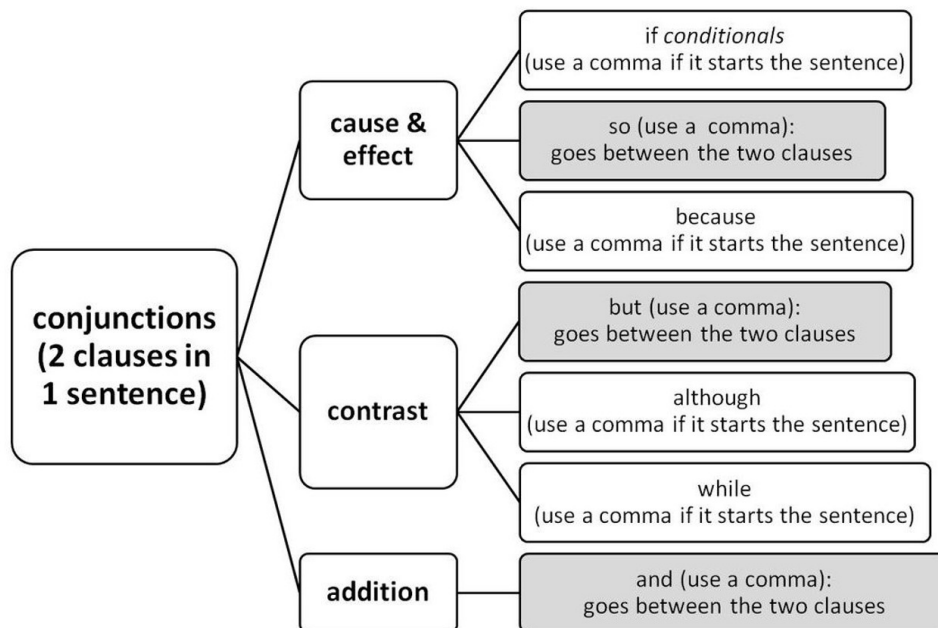 conjunctions
(2 clauses in
1 sentence)
cause &
effect
if conditionals
(use a comma if it starts the sentence)
so (use a comma):
goes between the two clauses
because
(use a comma if it starts the sentence)
contrast
but (use a comma):
goes between the two clauses
although
(use a comma if it starts the sentence)
while
(use a comma if it starts the sentence)
addition
and (use a comma):
goes between the two clauses